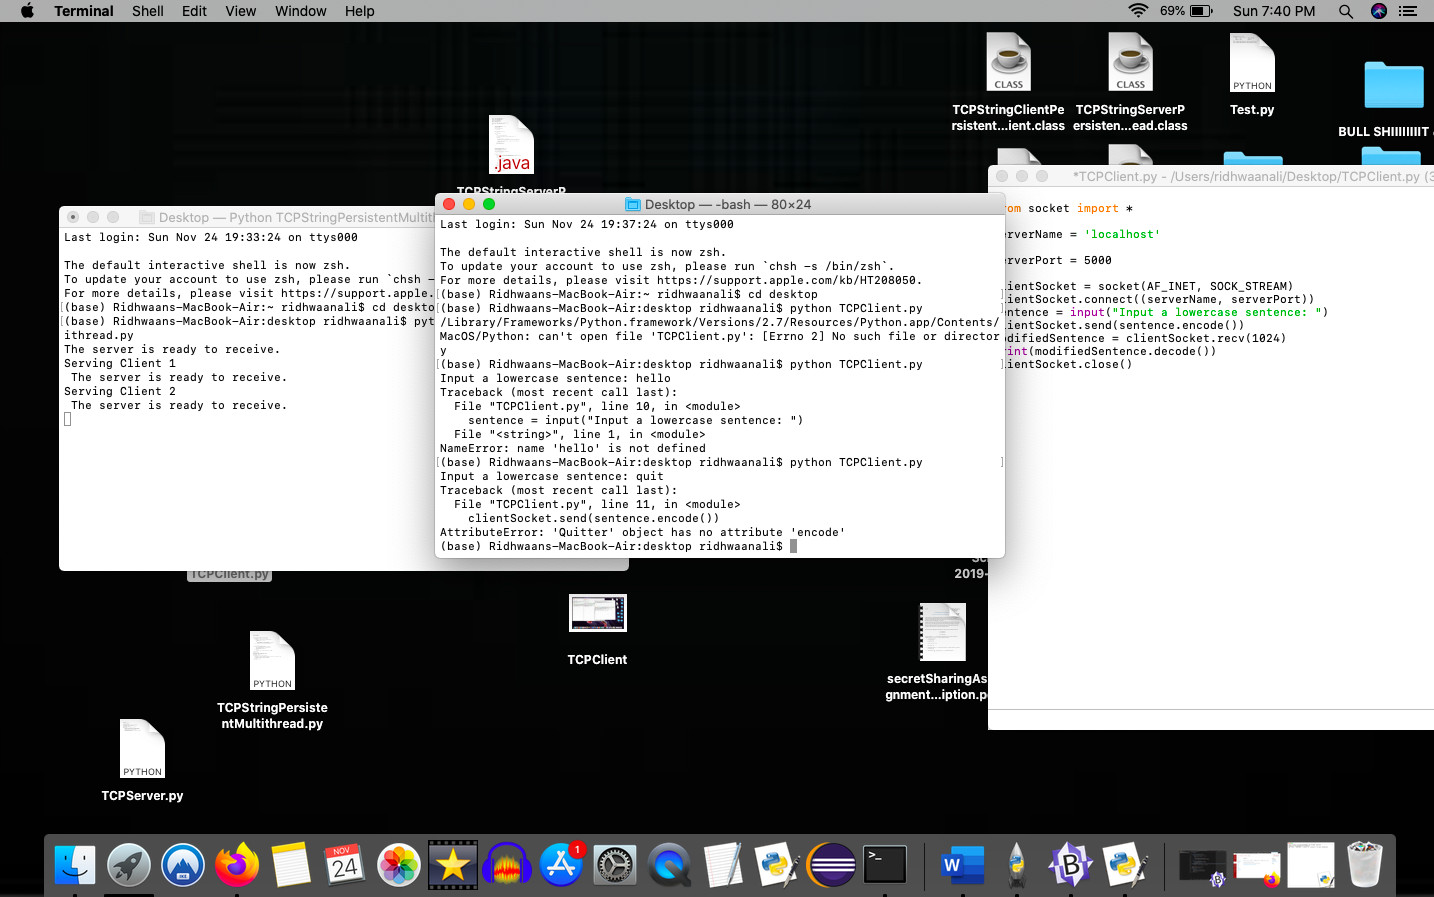 Terminal Shell Edit View Window Help 69% Sun 7:40 PM
CLASS
CLASS
PYTHON
TCPStringClientPe
rsistent...ient.class
TCPStringServerP
ersisten...ead.class
Test.py
BULL SHIIIIIIIT
.java
TCPStringServerP
*TCPClient.py - /Users/ridhwaanali/Desktop/TCPClient.py (3
om socket import *
erverName = 'localhost'
erverPort = 5000
ientSocket = socket(AF_INET, SOCK_STREAM)
ientSocket.connect((serverName, serverPort))
ntence = input("Input a lowercase sentence: ")
ientSocket.send(sentence.encode())
difiedSentence = clientSocket.recv(1024)
int(modifiedSentence.decode())
ientSocket.close()
Desktop — Python TCPStringPersistentMultith
Last login: Sun Nov 24 19:33:24 on ttys000
The default interactive shell is now zsh.
To update your account to use zsh, please run `chsh -
For more details, please visit https://support.apple.
[(base) Ridhwaans-MacBook-Air:~ ridhwaanali$ cd deskto
[(base) Ridhwaans-MacBook-Air:desktop ridhwaanali$ pyt
ithread.py
The server is ready to receive.
Serving Client 1
The server is ready to receive.
Serving Client 2
The server is ready to receive.
Desktop — -bash — 80×24
Last login: Sun Nov 24 19:37:24 on ttys000
The default interactive shell is now zsh.
To update your account to use zsh, please run `chsh -s /bin/zsh`.
For more details, please visit https://support.apple.com/kb/HT208050.
[(base) Ridhwaans-MacBook-Air:~ ridhwaanali$ cd desktop ]
[(base) Ridhwaans-MacBook-Air:desktop ridhwaanali$ python TCPClient.py ]
/Library/Frameworks/Python.framework/Versions/2.7/Resources/Python.app/Contents/
MacOS/Python: can't open file 'TCPClient.py': [Errno 2] No such file or director
y
[(base) Ridhwaans-MacBook-Air:desktop ridhwaanali$ python TCPClient.py ]
Input a lowercase sentence: hello
Traceback (most recent call last):
File "TCPClient.py", line 10, in <module>
sentence = input("Input a lowercase sentence: ")
File "<string>", line 1, in <module>
NameError: name 'hello' is not defined
[(base) Ridhwaans-MacBook-Air:desktop ridhwaanali$ python TCPClient.py ]
Input a lowercase sentence: quit
Traceback (most recent call last):
File "TCPClient.py", line 11, in <module>
clientSocket.send(sentence.encode())
AttributeError: 'Quitter' object has no attribute 'encode'
(base) Ridhwaans-MacBook-Air:desktop ridhwaanali$
TCPClient.py
2019-
TCPClient
PYTHON
TCPStringPersiste
ntMultithread.py
secretSharingAs
gnment...iption.p
PYTHON
TCPServer.py
NOV
24
1
>_
W
B